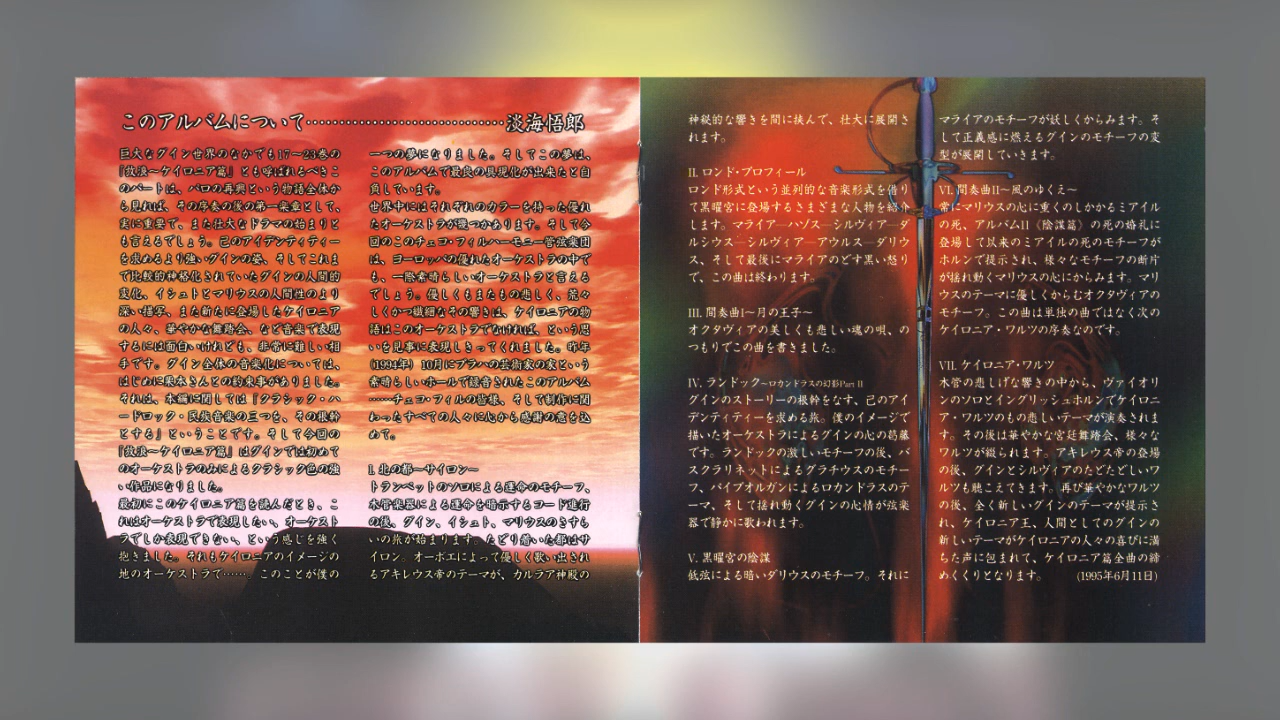 このアルバムについて……………………………淡海悟郎
巨大なグイン世界のなかでも17〜23巻の
『放浪〜ケイロニア篇』とも呼ばれるべきこ
のパートは、パロの再興という物語全体か
ら見れば、その序奏の後の第一楽章として、
実に重要で、また壮大なドラマの始まりと
も言えるでしょう。己のアイデンティティー
を求めるより強いグインの姿、そしてこれま
で比較的神格化されていたグインの人間的
変化、イシュトとマリウスの人間性のより
深い描写、また新たに登場したケイロニア
の人々、華やかな舞踏会、など音楽で表現
するには面白いけれども、非常に難しい相
手です。グイン全体の音楽化については、
はじめに栗本さんとの約束事がありました。
それは、本編に関しては『クラシック・ハ
ードロック・民族音楽の三つを、その根幹
とする』ということです。そして今回の
『放浪〜ケイロニア篇』はグインでは初めて
のオーケストラのみによるクラシック色の強
い作品になりました。
最初にこのケイロニア篇を読んだとき、こ
れはオーケストラで表現したい、オーケスト
ラでしか表現できない、という感じを強く
抱きました。それもケイロニアのイメージの
地のオーケストラで…… このことが僕の
一つの夢になりました。そしてこの夢は、
このアルバムで最良の具現化が出来たと自
負しています。
世界中にはそれぞれのカラーを持った優れ
たオーケストラが幾つかあります。そして今
回のこのチェコ・フィルハーモニー管弦楽団
は、ヨーロッパの優れたオーケストラの中で
も、一際素晴らしいオーケストラと言える
でしょう。優しくもまたもの悲しく、荒々
しくかつ繊細なその響きは、ケイロニアの物
語はこのオーケストラでなければ、という思
いを見事に表現しきってくれました。昨年
(1994年) 10月にプラハの芸術家の家という
素晴らしいホールで録音されたこのアルバム
……チェコ・フィルの皆様、そして制作に関
わったすべての人々に心から感謝の意を込
めて。
I. 北の都〜サイロン〜
トランペットのソロによる運命のモチーフ、
木管楽器による運命を暗示するコード進行
の後、グイン、イシュト、マリウスのさすら
いの旅が始まります。たどり着いた都はサ
イロン。オーボエによって優しく歌い出され
るアキレウス帝のテーマが、カルラア神殿の
神秘的な響きを間に挟んで、壮大に展開さ
れます。
II. ロンド・プロフィール
ロンド形式という並列的な音楽形式を借り
て黒曜宮に登場するさまざまな人物を紹介
します。マライア—ハゾス—シルヴィア—ダ
ルシウス—シルヴィア—アウルス—ダリウ
ス、そして最後にマライアのどす黒い怒り
で、この曲は終わります。
III. 間奏曲I〜月の王子〜
オクタヴィアの美しくも悲しい魂の唄、の
つもりでこの曲を書きました。
IV. ランドック〜ロカンドラスの幻影Part II
グインのストーリーの根幹をなす、己のアイ
デンティティーを求める旅。僕のイメージで
描いたオーケストラによるグインの心の葛藤
です。ランドックの激しいモチーフの後、バ
スクラリネットによるグラチウスのモチー
フ、パイプオルガンによるロカンドラスのテ
ーマ、そして揺れ動くグインの心情が弦楽
器で静かに歌われます。
V. 黒曜宮の陰謀
低弦による暗いダリウスのモチーフ。それに
マライアのモチーフが妖しくからみます。そ
して正義感に燃えるグインのモチーフの変
型が展開していきます。
VI. 間奏曲II〜風のゆくえ〜
常にマリウスの心に重くのしかかるミアイル
の死、アルバムII《陰謀篇》の死の婚礼に
登場して以来のミアイルの死のモチーフが
ホルンで提示され、様々なモチーフの断片
が揺れ動くマリウスの心にからみます。マリ
ウスのテーマに優しくからむオクタヴィアの
モチーフ。この曲は単独の曲ではなく次の
ケイロニア・ワルツの序奏なのです。
VII. ケイロニア・ワルツ
木管の悲しげな響きの中から、ヴァイオリ
ンのソロとイングリッシュホルンでケイロニ
ア・ワルツのもの悲しいテーマが演奏されま
す。その後は華やかな宮廷舞踏会、様々な
ワルツが綴られます。アキレウス帝の登場
の後、グインとシルヴィアのたどたどしいワ
ルツも聴こえてきます。再び華やかなワルツ
の後、全く新しいグインのテーマが提示さ
れ、ケイロニア王、人間としてのグインの
新しいテーマがケイロニアの人々の喜びに満
ちた声に包まれて、ケイロニア篇全曲の締
めくくりとなります。 (1995年6月11日)